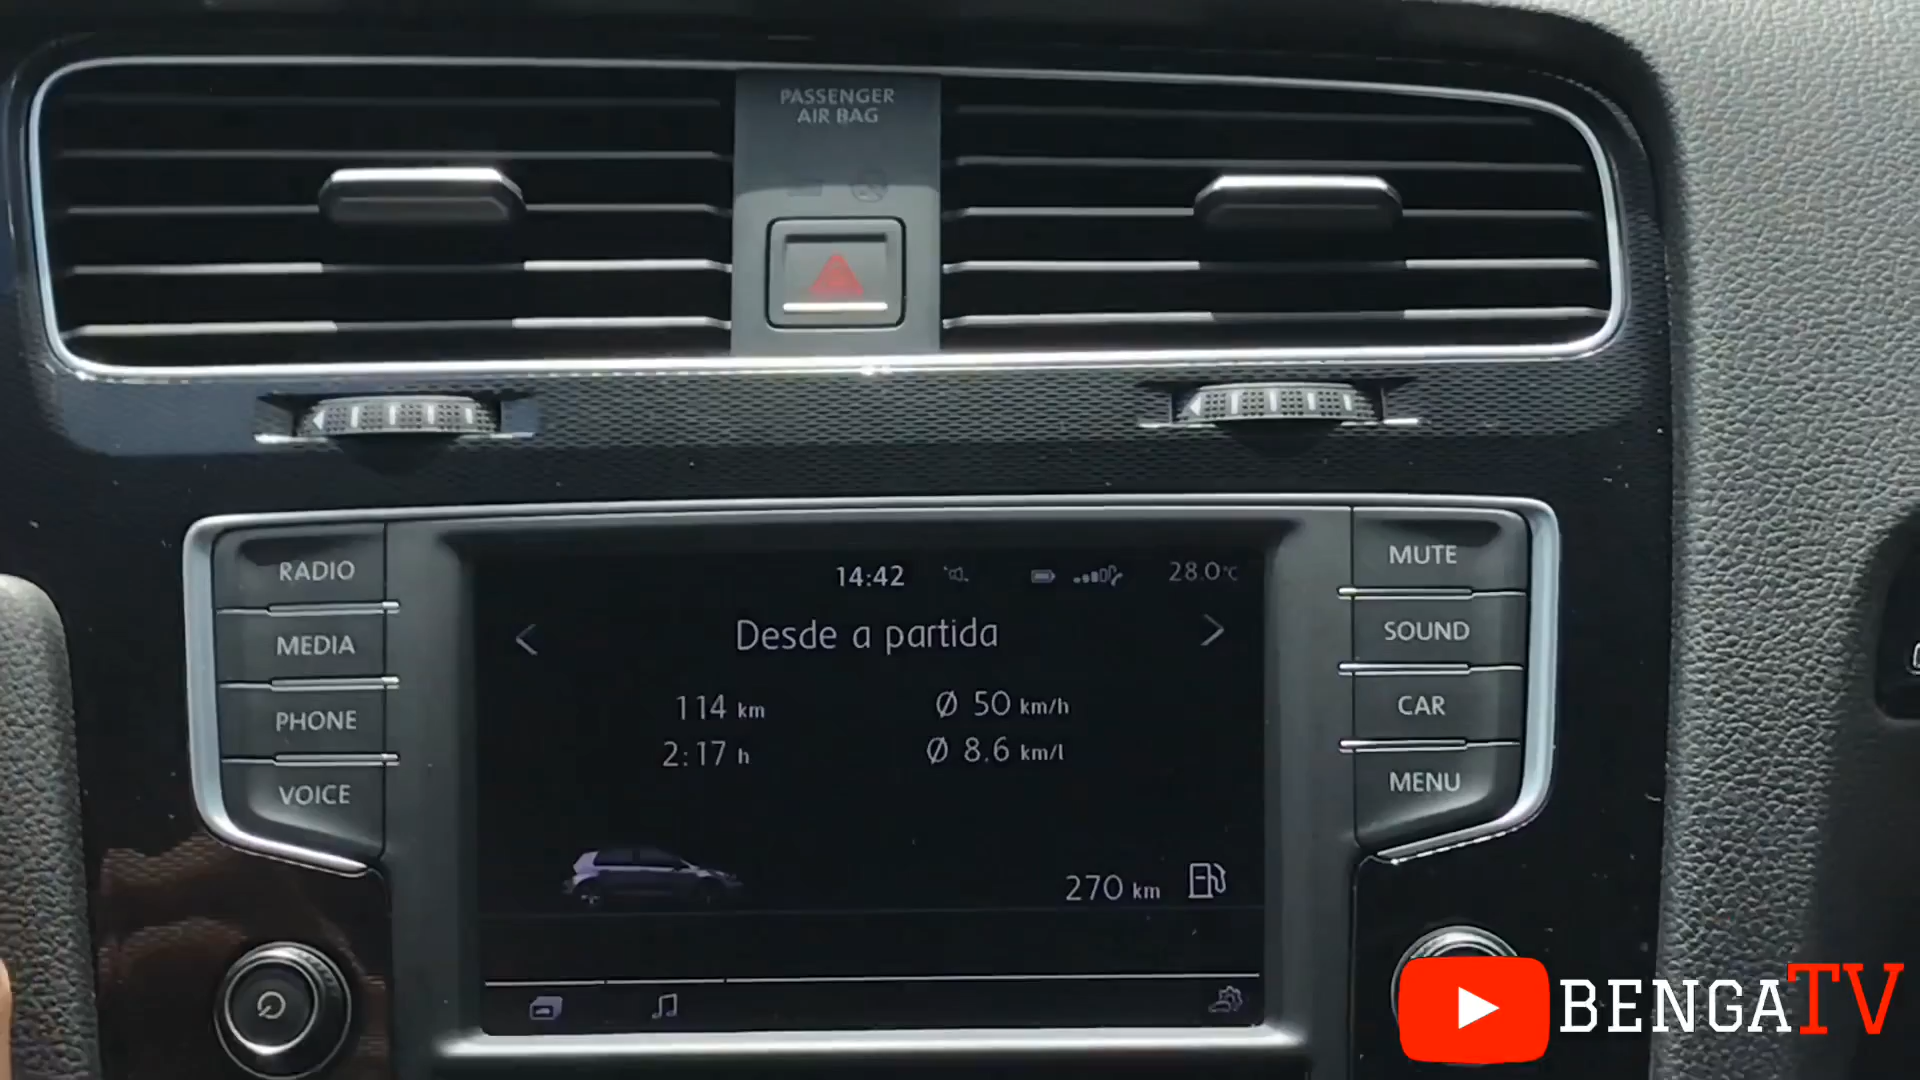 PASSENGER
AIR BAG
RADIO
MEDIA
PHONE
VOICE
14:42
28.0°C
Desde a partida
114 km
Ø 50 km/h
2:17 h
Ø 8.6 km/l
270 km
MUTE
SOUND
CAR
MENU
BENGATV